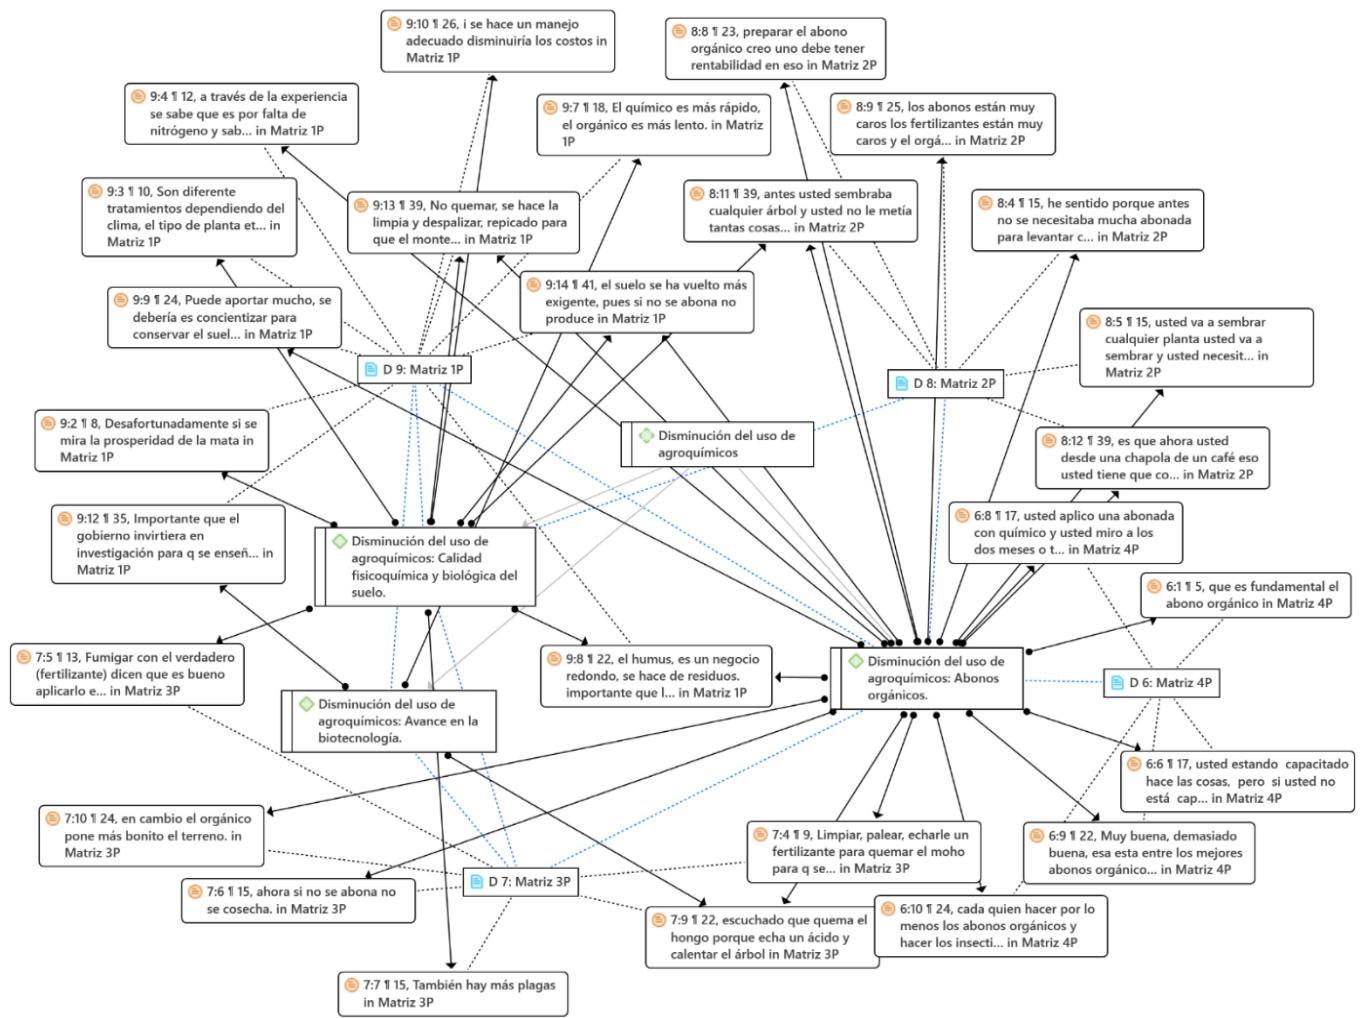 9:10 ¶ 26, i se hace un manejo
adecuado disminuiría los costos in
Matriz 1P
8:8 ¶ 23, preparar el abono
orgánico creo uno debe tener
rentabilidad en eso in Matriz 2P
9:4 ¶ 12, a través de la experiencia
se sabe que es por falta de
nitrógeno y sab... in Matriz 1P
9:7 ¶ 18, El químico es más rápido,
el orgánico es más lento. in Matriz
1P
8:9 ¶ 25, los abonos están muy
caros los fertilizantes están muy
caros y el orgá... in Matriz 2P
9:3 ¶ 10, Son diferente
tratamientos dependiendo del
clima, el tipo de planta et... in
Matriz 1P
9:13 ¶ 39, No quemar, se hace la
limpia y despalizar, repicado para
que el monte... in Matriz 1P
8:11 ¶ 39, antes usted sembraba
cualquier árbol y usted no le metía
tantas cosas... in Matriz 2P
8:4 ¶ 15, he sentido porque antes
no se necesitaba mucha abonada
para levantar c... in Matriz 2P
9:9 ¶ 24, Puede aportar mucho, se
debería es concientizar para
conservar el suel... in Matriz 1P
9:14 ¶ 41, el suelo se ha vuelto más
exigente, pues si no se abona no
produce in Matriz 1P
8:5 ¶ 15, usted va a sembrar
cualquier planta usted va a
sembrar y usted necesit... in
Matriz 2P
D 9: Matriz 1P
D 8: Matriz 2P
9:2 ¶ 8, Desafortunadamente si se
mira la prosperidad de la mata in
Matriz 1P
Disminución del uso de
agroquímicos
8:12 ¶ 39, es que ahora usted
desde una chapola de un café eso
usted tiene que co... in Matriz 2P
9:12 ¶ 35, Importante que el
gobierno invirtiera en
investigación para q se enseñ... in
Matriz 1P
Disminución del uso de
agroquímicos: Calidad
fisicoquímica y biológica del
suelo.
6:8 ¶ 17, usted aplico una abonada
con químico y usted miro a los
dos meses o t... in Matriz 4P
6:1 ¶ 5, que es fundamental el
abono orgánico in Matriz 4P
7:5 ¶ 13, Fumigar con el verdadero
(fertilizante) dicen que es bueno
aplicarlo e... in Matriz 3P
9:8 ¶ 22, el humus, es un negocio
redondo, se hace de residuos.
importante que l... in Matriz 1P
Disminución del uso de
agroquímicos: Abonos
orgánicos.
D 6: Matriz 4P
Disminución del uso de
agroquímicos: Avance en la
biotecnología.
6:6 ¶ 17, usted estando capacitado
hace las cosas, pero si usted no
está cap... in Matriz 4P
7:10 ¶ 24, en cambio el orgánico
pone más bonito el terreno. in
Matriz 3P
7:4 ¶ 9, Limpiar, palear, echarle un
fertilizante para quemar el moho
para q se... in Matriz 3P
6:9 ¶ 22, Muy buena, demasiado
buena, esa esta entre los mejores
abonos orgánico... in Matriz 4P
D 7: Matriz 3P
7:6 ¶ 15, ahora si no se abona no
se cosecha. in Matriz 3P
7:9 ¶ 22, escuchado que quema el
hongo porque echa un ácido y
calentar el árbol in Matriz 3P
6:10 ¶ 24, cada quien hacer por lo
menos los abonos orgánicos y
hacer los insecti... in Matriz 4P
7:7 ¶ 15, También hay más plagas
in Matriz 3P